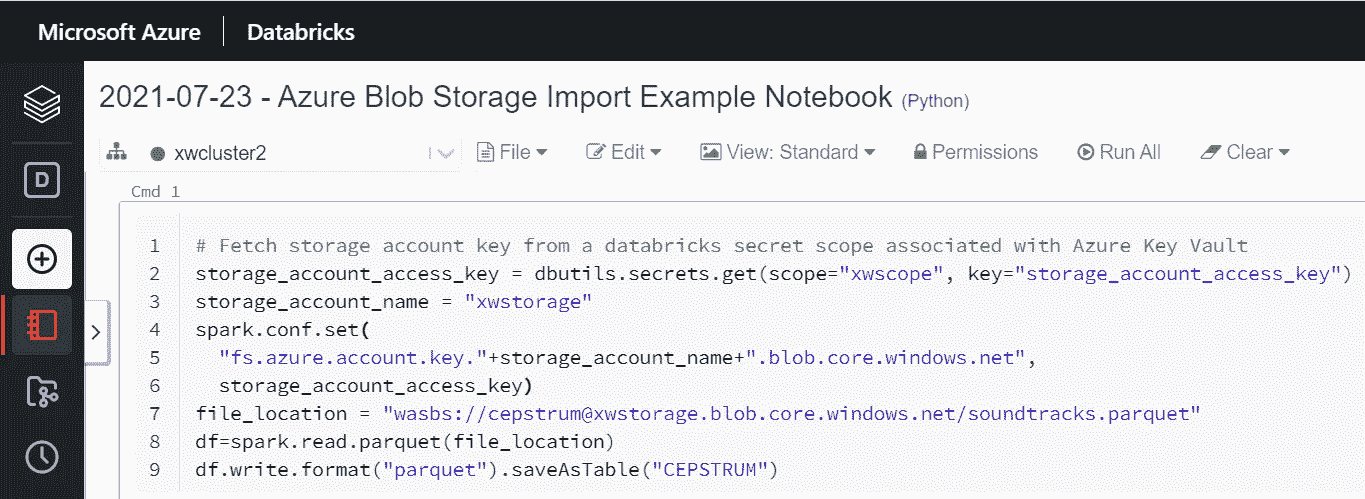 Microsoft Azure Databricks
2021-07-23 - Azure Blob Storage Import Example Notebook (Python)
xwcluster2 File Edit View: Standard Permissions Run All Clear
D
Cmd 1
1 # Fetch storage account key from a databricks secret scope associated with Azure Key Vault
2 storage_account_access_key = dbutils.secrets.get(scope="xwscope", key="storage_account_access_key")
3 storage_account_name = "xwstorage"
4 spark.conf.set(
5   "fs.azure.account.key."+storage_account_name+".blob.core.windows.net",
6   storage_account_access_key)
7 file_location = "wasbs://cepstrum@xwstorage.blob.core.windows.net/soundtracks.parquet"
8 df=spark.read.parquet(file_location)
9 df.write.format("parquet").saveAsTable("CEPSTRUM")